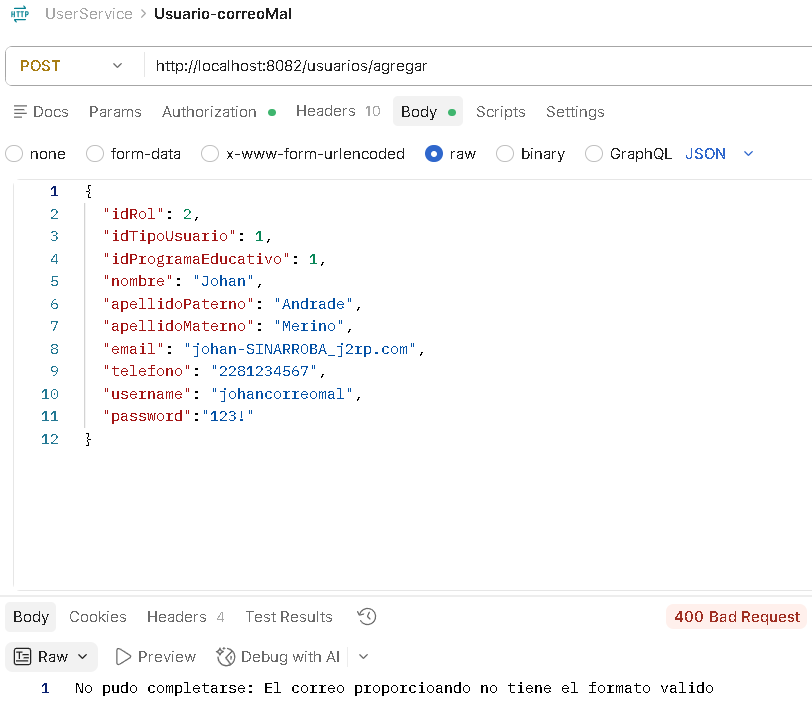 HTTP UserService > Usuario-correoMal
POST http://localhost:8082/usuarios/agregar
Docs Params Authorization Headers 10 Body Scripts Settings
none form-data x-www-form-urlencoded raw binary GraphQL JSON
1 {
2 "idRol": 2,
3 "idTipoUsuario": 1,
4 "idProgramaEducativo": 1,
5 "nombre": "Johan",
6 "apellidoPaterno": "Andrade",
7 "apellidoMaterno": "Merino",
8 "email": "johan-SINARROBA_j2rp.com",
9 "telefono": "2281234567",
10 "username": "johancorreomal",
11 "password":"123!"
12 }
Body Cookies Headers 4 Test Results 400 Bad Request
Raw Preview Debug with AI
1 No pudo completarse: El correo proporcioando no tiene el formato valido